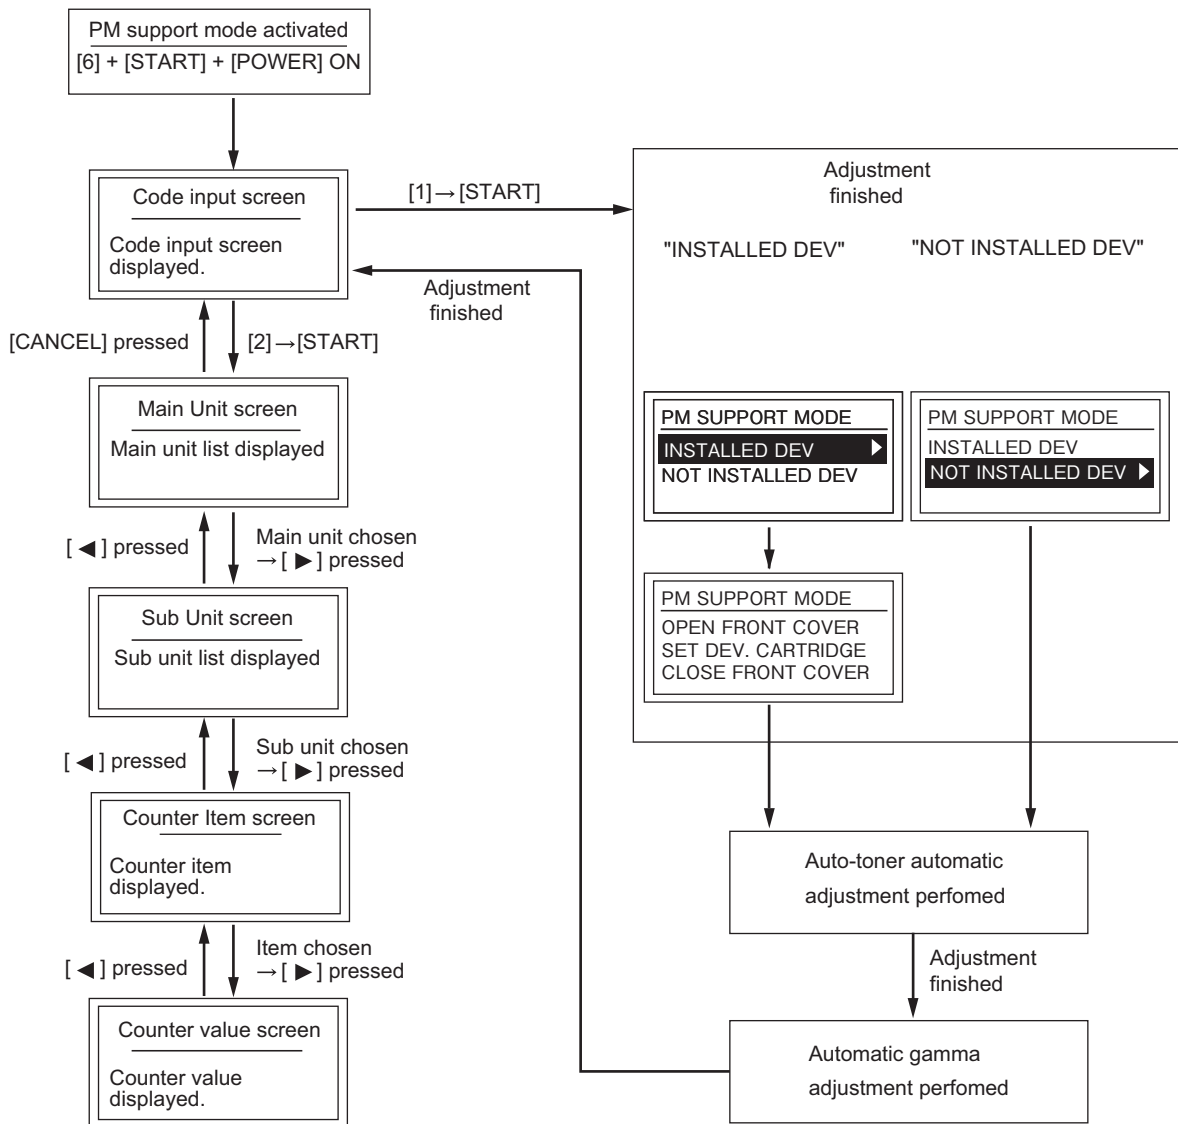 PM support mode activated
[6] + [START] + [POWER] ON
Code input screen
Code input screen
displayed.
[1]→[START]
Adjustment
finished
[CANCEL] pressed
[2]→[START]
Main Unit screen
Main unit list displayed
[ ◀ ] pressed
Main unit chosen
→[ ▶ ] pressed
Sub Unit screen
Sub unit list displayed
[ ◀ ] pressed
Sub unit chosen
→[ ▶ ] pressed
Counter Item screen
Counter item
displayed.
[ ◀ ] pressed
Item chosen
→[ ▶ ] pressed
Counter value screen
Counter value
displayed.
Adjustment
finished
"INSTALLED DEV"
"NOT INSTALLED DEV"
PM SUPPORT MODE
INSTALLED DEV ▶
NOT INSTALLED DEV
PM SUPPORT MODE
INSTALLED DEV
NOT INSTALLED DEV ▶
PM SUPPORT MODE
OPEN FRONT COVER
SET DEV. CARTRIDGE
CLOSE FRONT COVER
Auto-toner automatic
adjustment perfomed
Adjustment
finished
Automatic gamma
adjustment perfomed